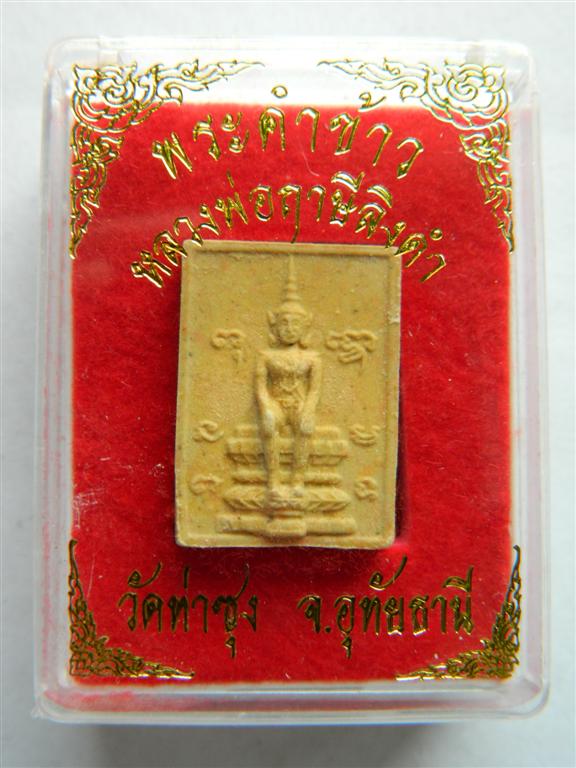 พระคำข้าว
หลวงพ่อฤาษีลิงดำ
วัดท่าซุง จ.อุทัยธานี